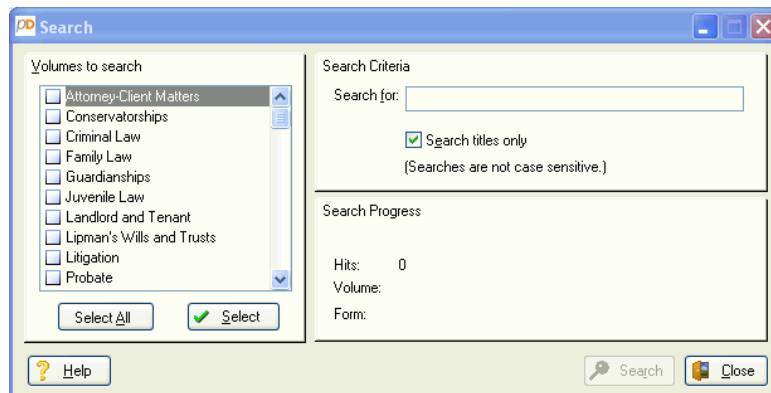 pD Search
Volumes to search
Attorney-Client Matters
Conservatorships
Criminal Law
Family Law
Guardianships
Juvenile Law
Landlord and Tenant
Lipman's Wills and Trusts
Litigation
Probate
Select All
Select
Search Criteria
Search for:
Search titles only
(Searches are not case sensitive.)
Search Progress
Hits: 0
Volume:
Form:
Help
Search
Close